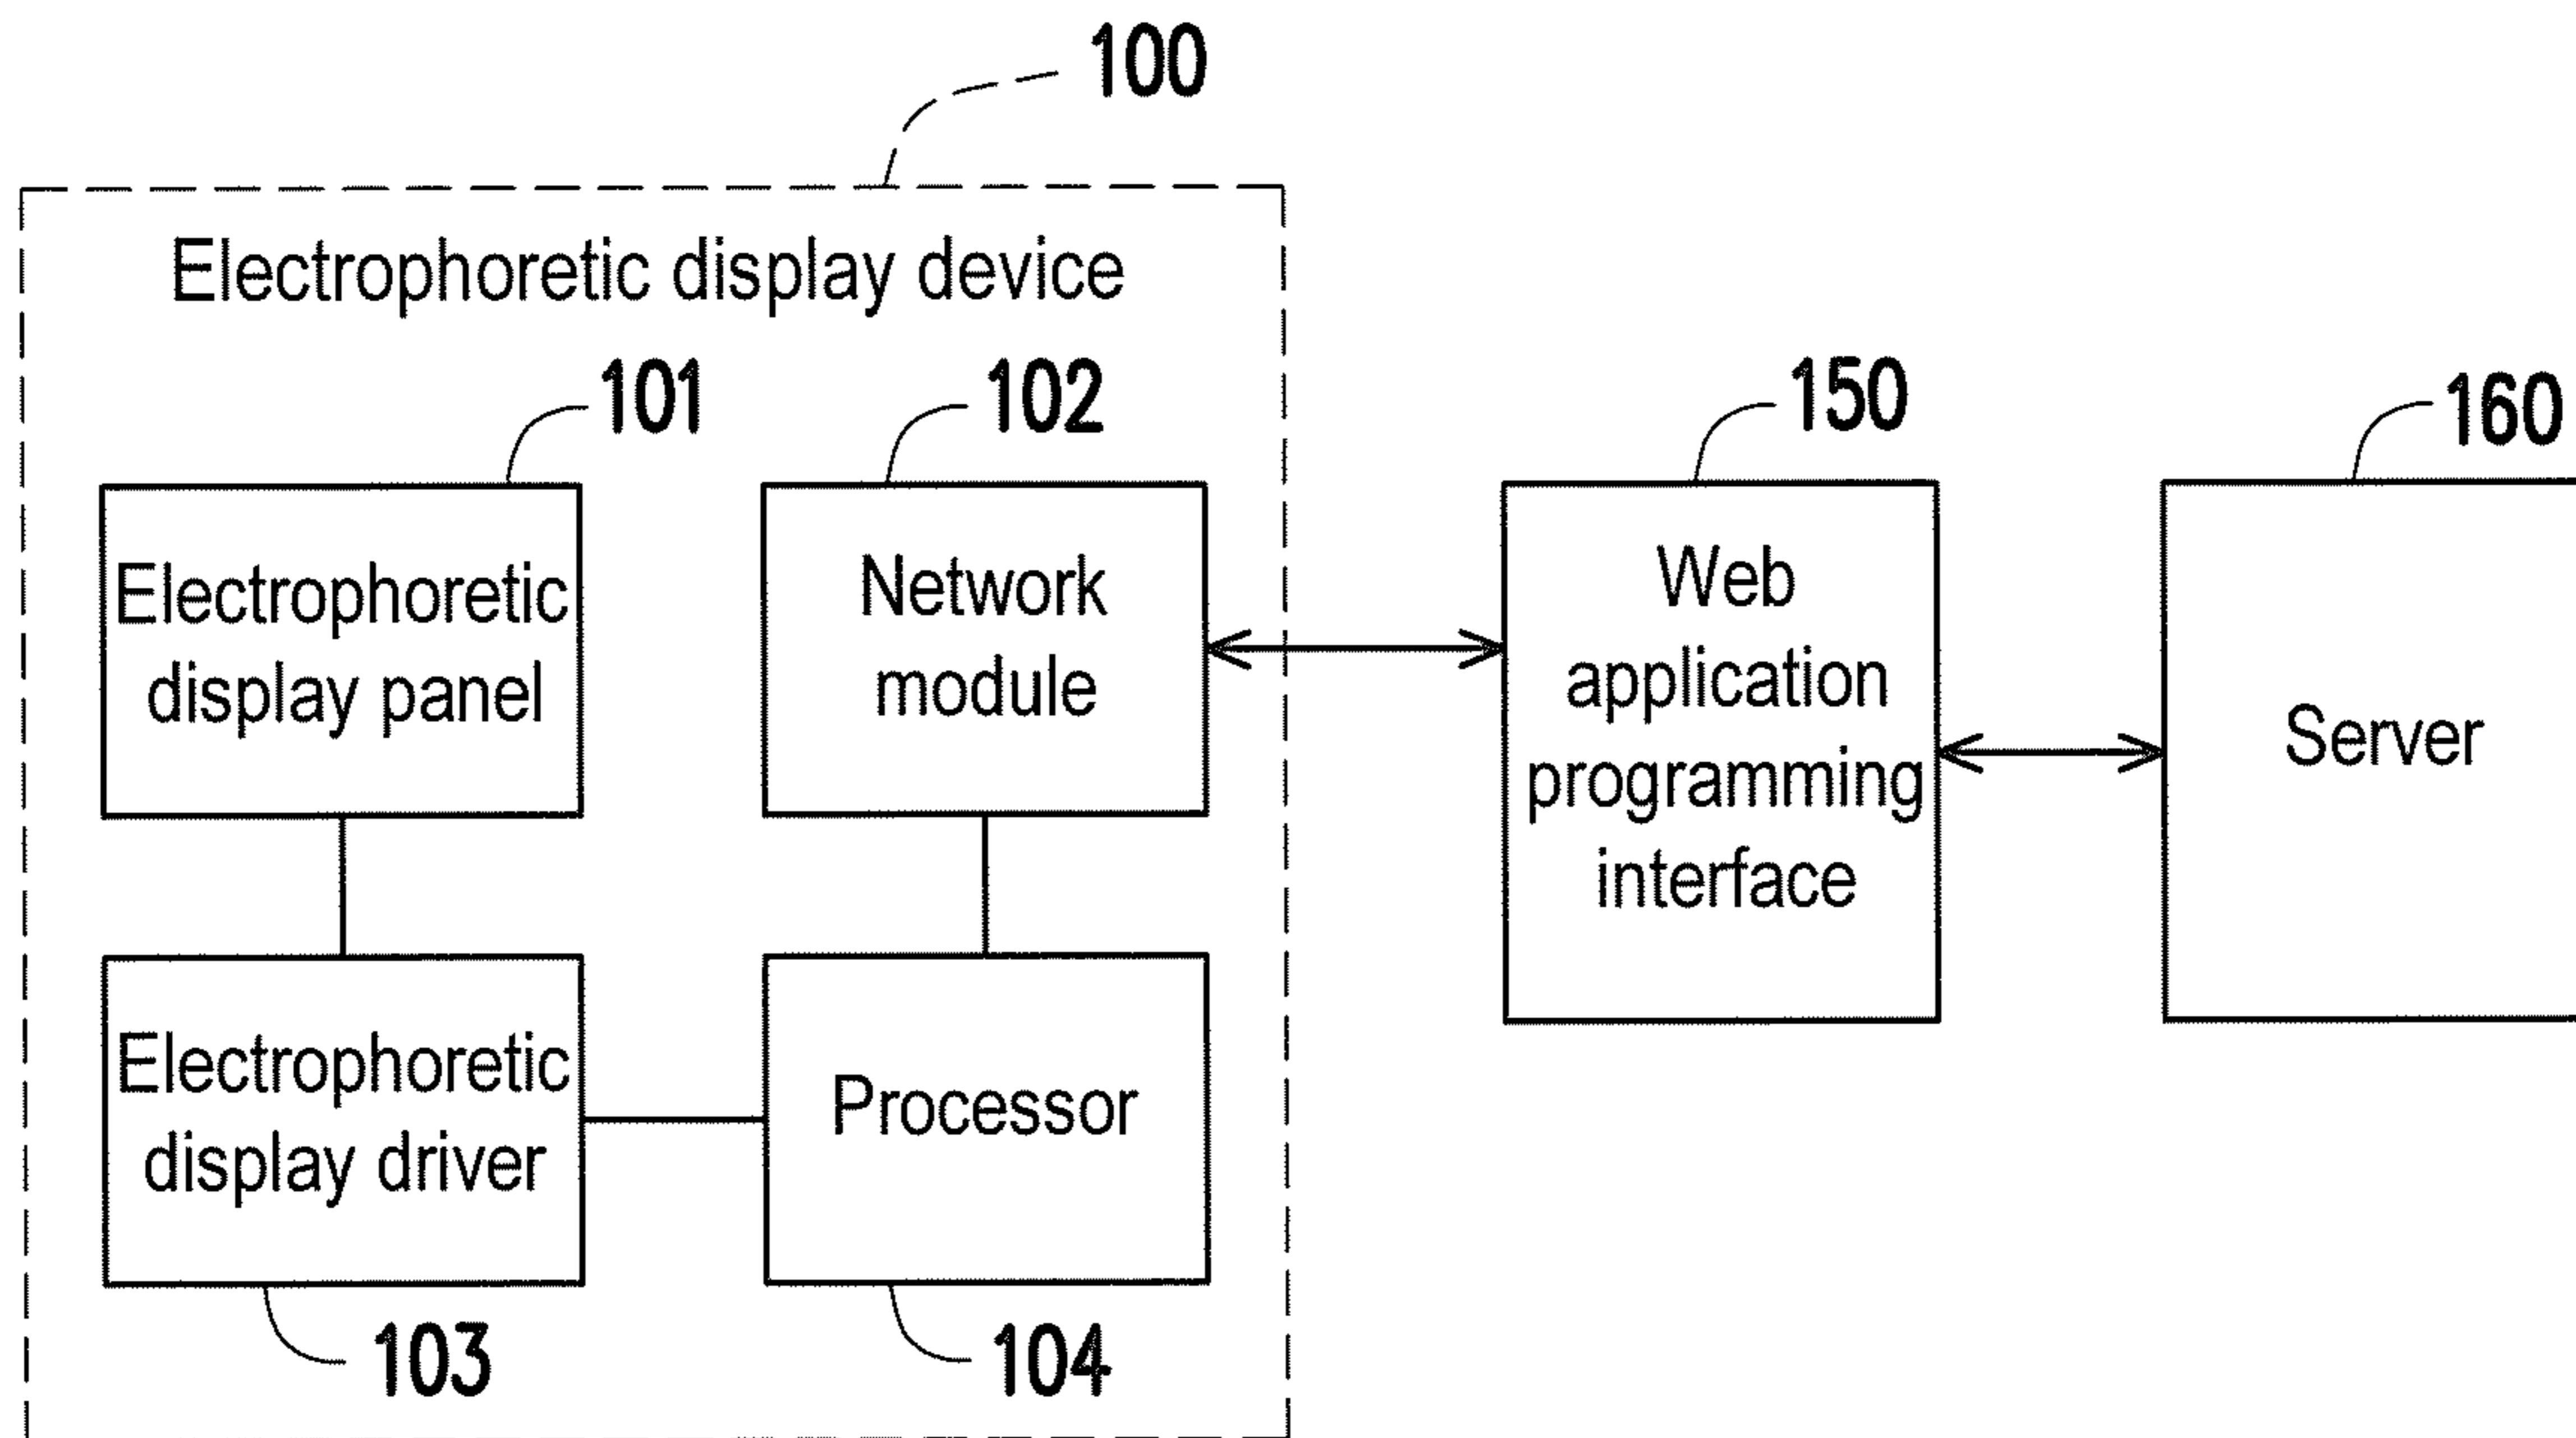 100
Electrophoretic display device
101
102
150
160
Electrophoretic
display panel
Network
module
Web
application
programming
interface
Server
Electrophoretic
display driver
Processor
103
104